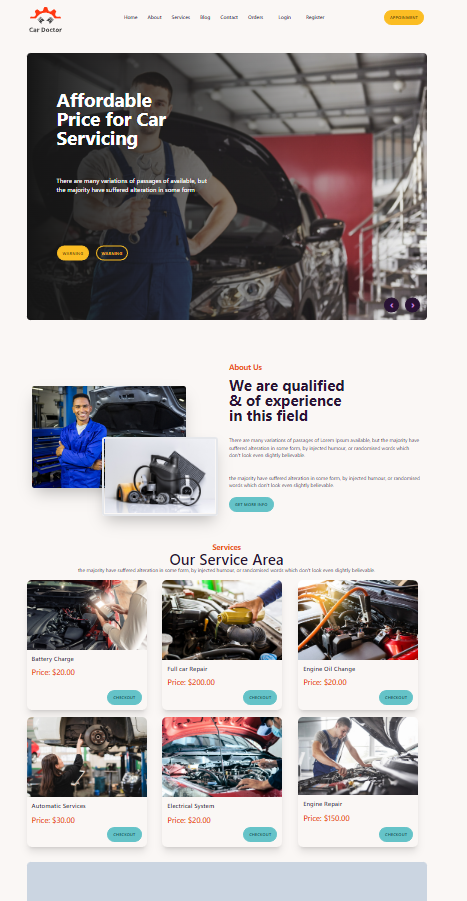 Home About Services Blog Contact Orders Login Register
APPOINMENT
Car Doctor
Affordable
Price for Car
Servicing
There are many variations of passages of available, but
the majority have suffered alteration in some form
WARNING WARNING
About Us
We are qualified
& of experience
in this field
There are many variations of passages of Lorem Ipsum available, but the majority have
suffered alteration in some form, by injected humour, or randomised words which
don't look even slightly believable.
the majority have suffered alteration in some form, by injected humour, or randomised
words which don't look even slightly believable.
GET MORE INFO
Services
Our Service Area
the majority have suffered alteration in some form, by injected humour, or randomised words which don't look even slightly believable.
Battery Charge
Price: $20.00
CHECKOUT
Full car Repair
Price: $200.00
CHECKOUT
Engine Oil Change
Price: $20.00
CHECKOUT
Automatic Services
Price: $30.00
CHECKOUT
Electrical System
Price: $20.00
CHECKOUT
Engine Repair
Price: $150.00
CHECKOUT